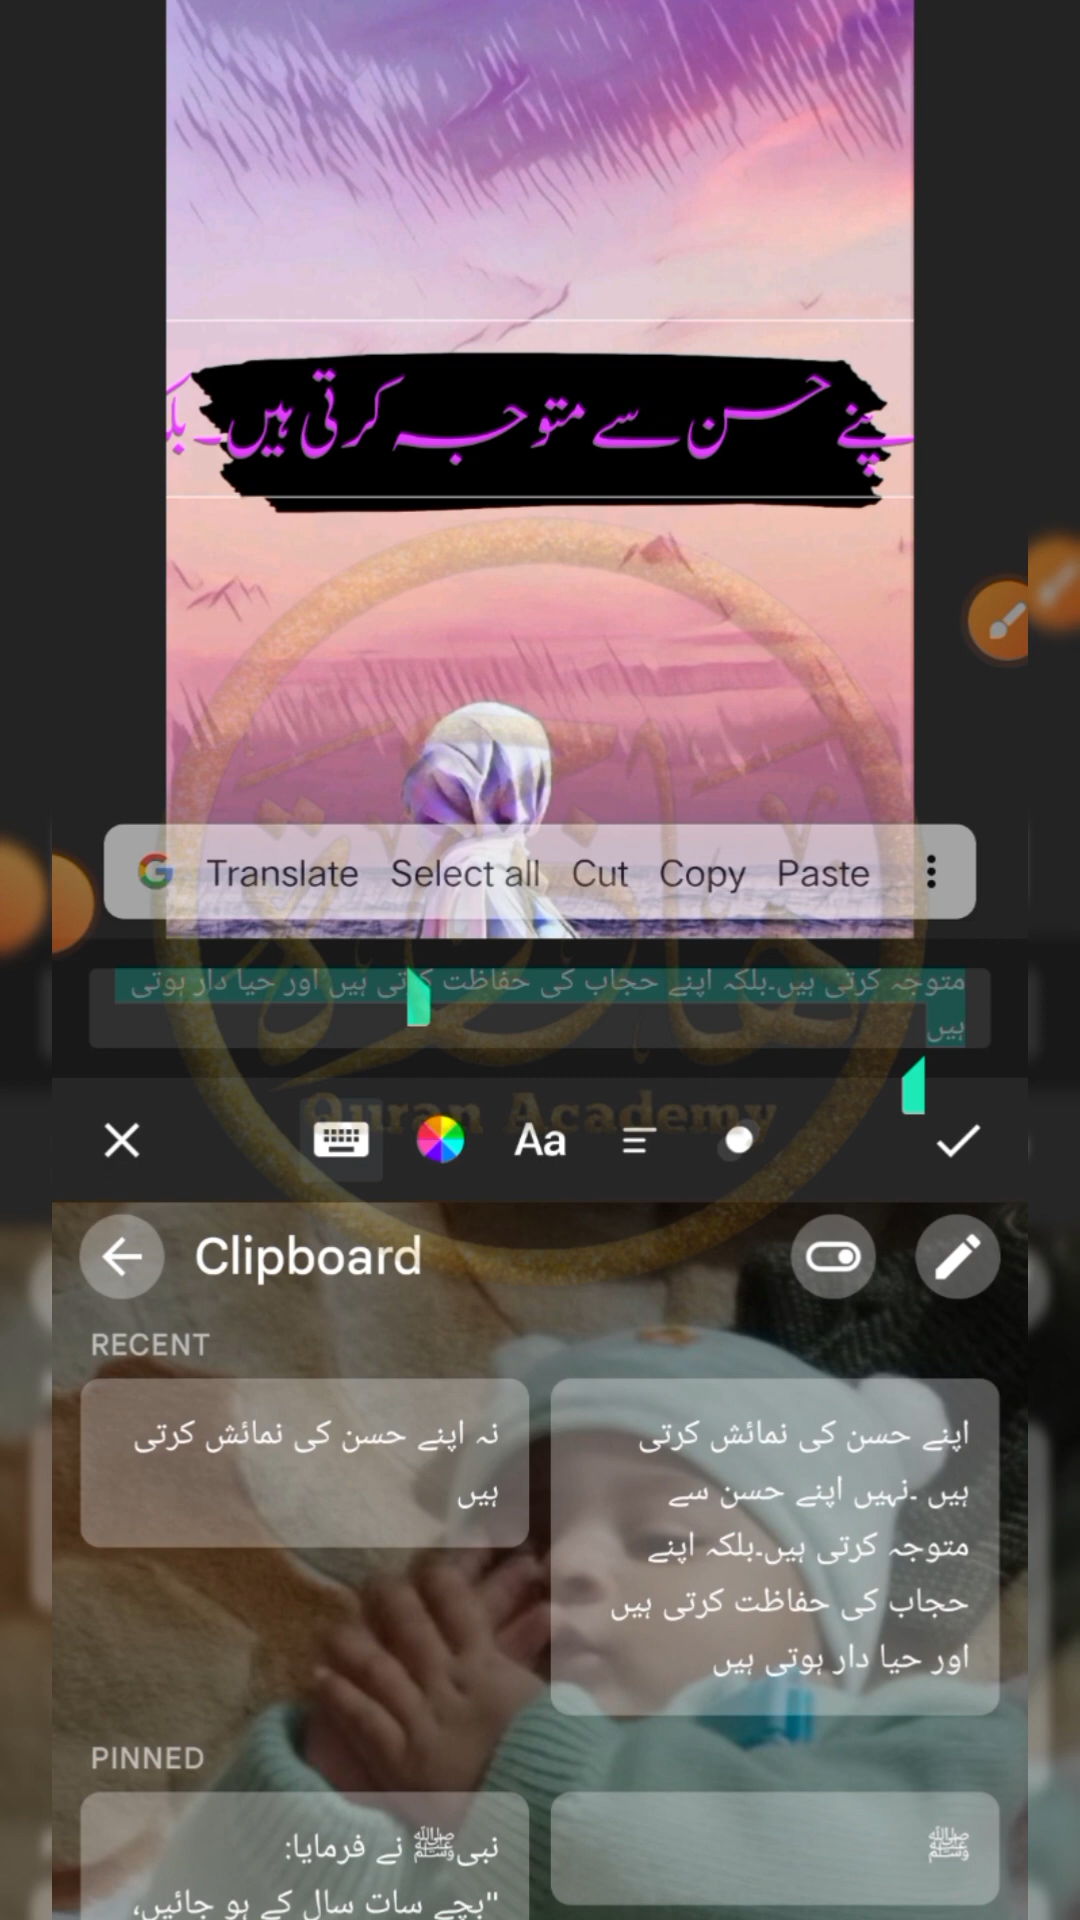 پنے حسن سے متوجہ کرتی ہیں۔ بلک
Translate Select all Cut Copy Paste
متوجہ کرتی ہیں۔بلکہ اپنے حجاب کی حفاظت کرتی ہیں اور حیا دار ہوتی
ہیں
Quran Academy
Aa
Clipboard
RECENT
نہ اپنے حسن کی نمائش کرتی
ہیں
اپنے حسن کی نمائش کرتی
ہیں ۔نہیں اپنے حسن سے
متوجہ کرتی ہیں۔بلکہ اپنے
حجاب کی حفاظت کرتی ہیں
اور حیا دار ہوتی ہیں
PINNED
نبیﷺ نے فرمایا:
"بچے سات سال کے ہو جائیں،
ﷺ